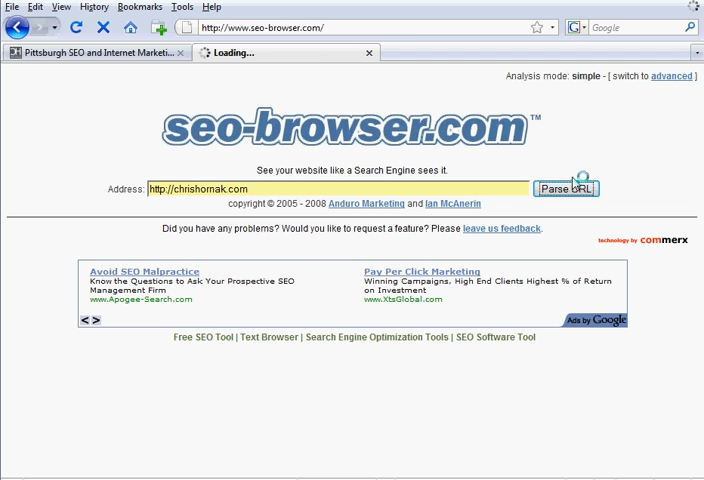 File Edit View History Bookmarks Tools Help
http://www.seo-browser.com/
G Google
Pittsburgh SEO and Internet Marketi...
Loading...
Analysis mode: simple - [ switch to advanced ]
seo-browser.com™
See your website like a Search Engine sees it.
Address: http://chrishornak.com Parse URL
copyright © 2005 - 2008 Anduro Marketing and Ian McAnerin
Did you have any problems? Would you like to request a feature? Please leave us feedback.
technology by commerx
Avoid SEO Malpractice
Know the Questions to Ask Your Prospective SEO
Management Firm
www.Apogee-Search.com
Pay Per Click Marketing
Winning Campaigns, High End Clients Highest % of Return
on Investment
www.XtsGlobal.com
Ads by Google
Free SEO Tool | Text Browser | Search Engine Optimization Tools | SEO Software Tool